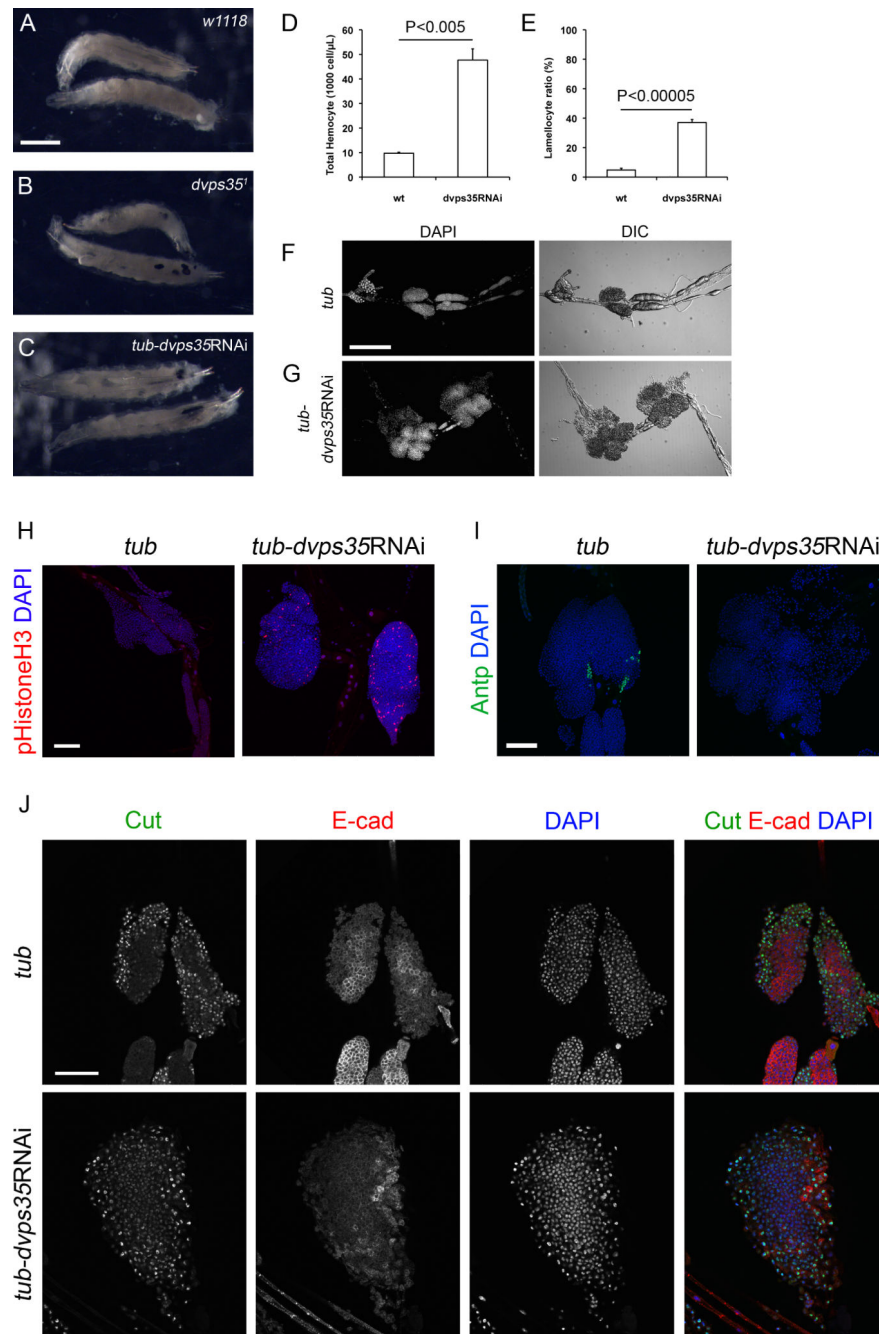 A
w1118
B
dvps35¹
C
tub-dvps35RNAi
D
P<0.005
Total Hemocyte (1000 cell/µL)
60
50
40
30
20
10
0
wt
dvps35RNAi
E
P<0.00005
Lamellocyte ratio (%)
100
80
60
40
20
0
wt
dvps35RNAi
DAPI
DIC
F
tub
G
tub-
dvps35RNAi
H
tub
tub-dvps35RNAi
pHistoneH3 DAPI
I
tub
tub-dvps35RNAi
Antp DAPI
J
Cut
E-cad
DAPI
Cut E-cad DAPI
tub
tub-dvps35RNAi